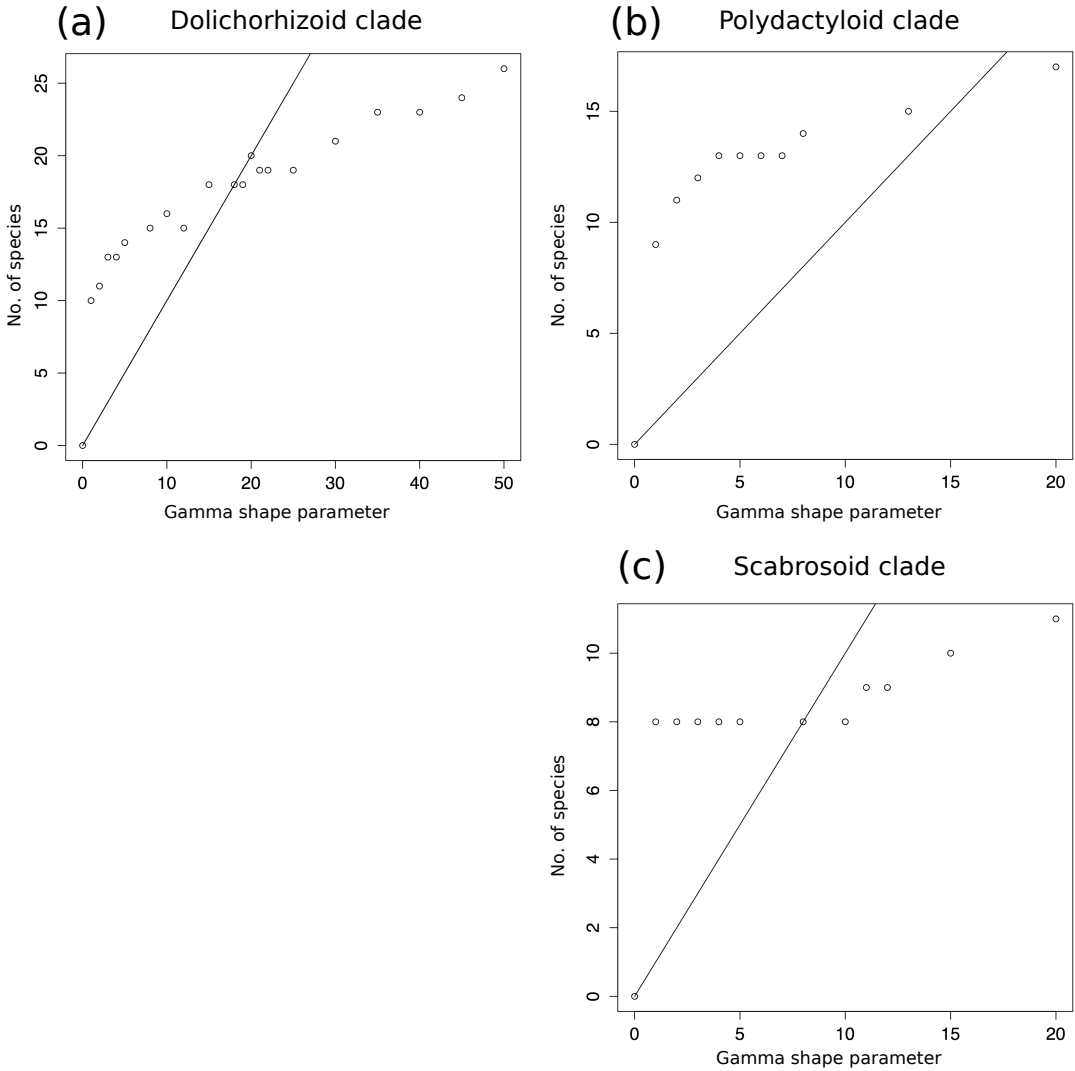 (a) Dolichorhizoid clade
No. of species
25
20
15
10
5
0
0 10 20 30 40 50
Gamma shape parameter
(b) Polydactyloid clade
No. of species
15
10
5
0
0 5 10 15 20
Gamma shape parameter
(c) Scabrosoid clade
No. of species
10
8
6
4
2
0
0 5 10 15 20
Gamma shape parameter